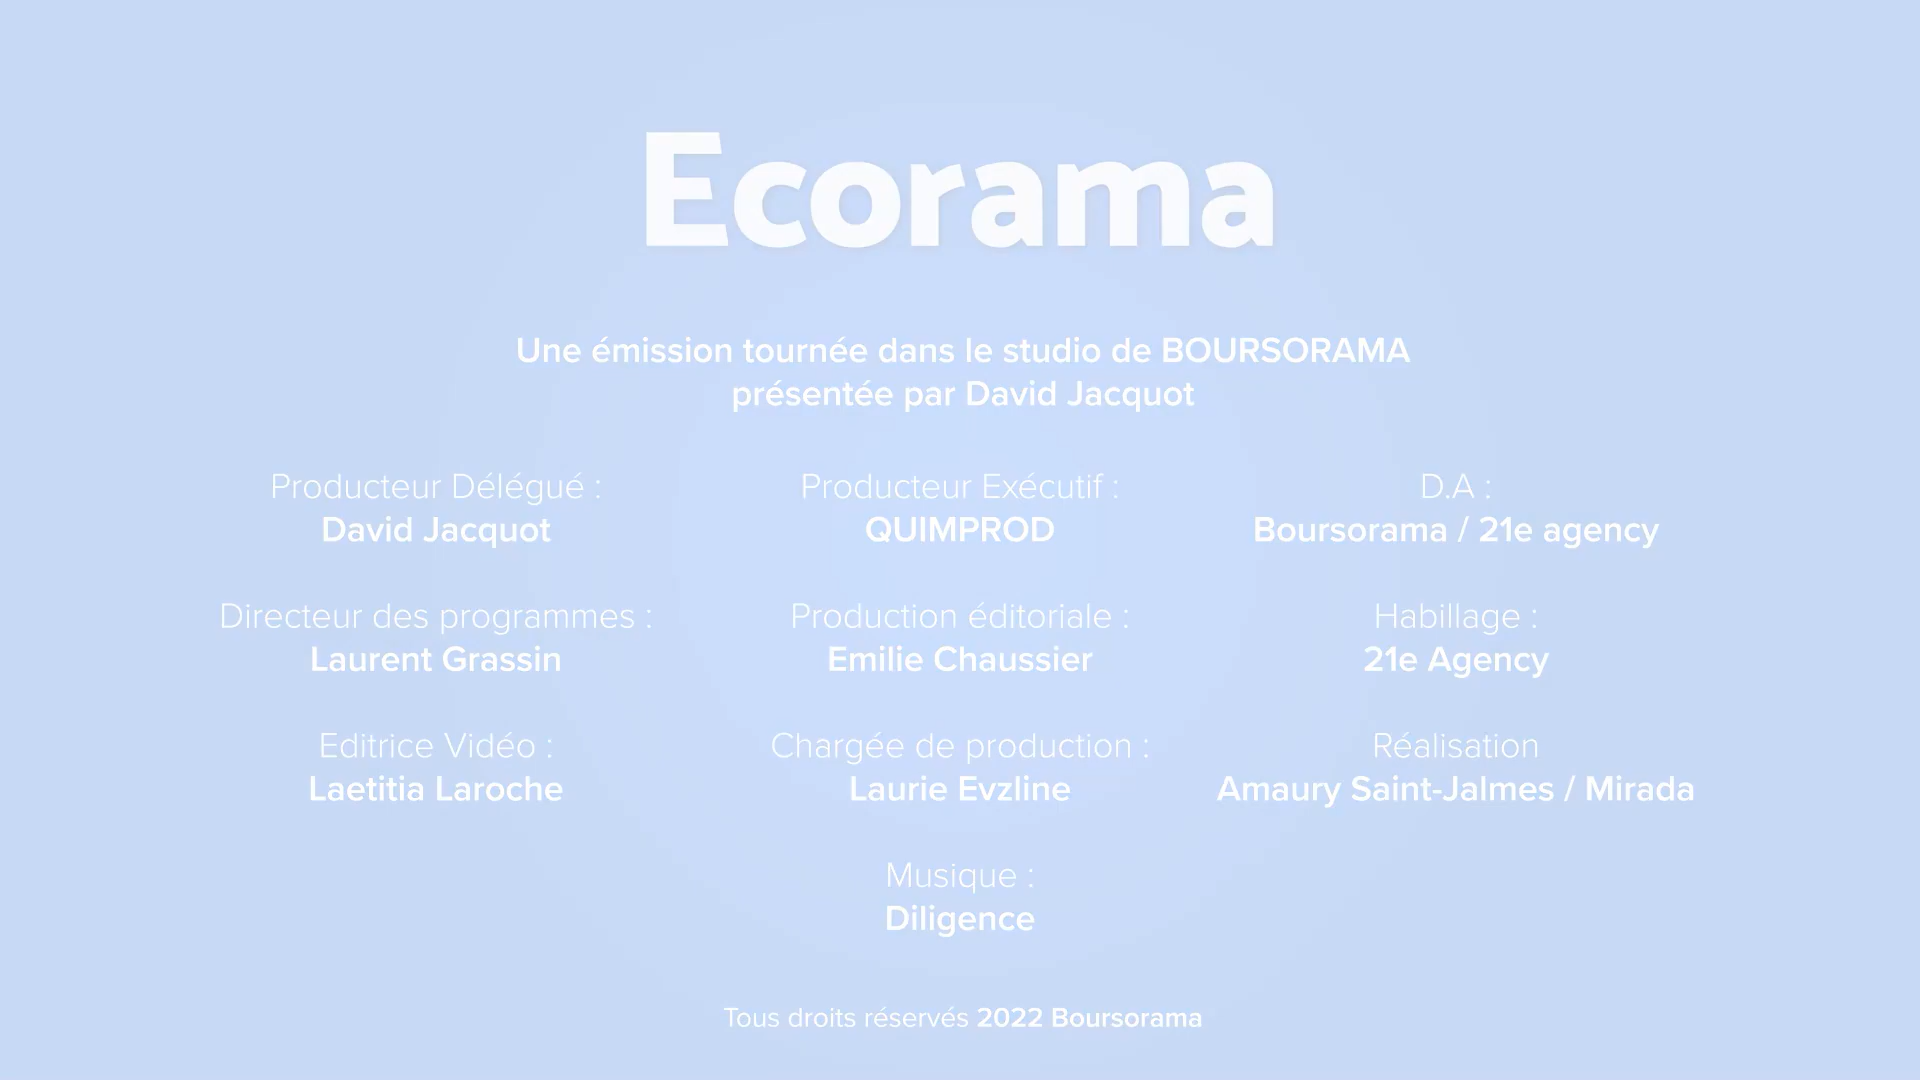 Ecorama
Une émission tournée dans le studio de BOURSORAMA
présentée par David Jacquot
Producteur Délégué :
David Jacquot
Producteur Exécutif :
QUIMPROD
D.A :
Boursorama / 21e agency
Directeur des programmes :
Laurent Grassin
Production éditoriale :
Emilie Chaussier
Habillage :
21e Agency
Editrice Vidéo :
Laetitia Laroche
Chargée de production :
Laurie Evzline
Réalisation
Amaury Saint-Jalmes / Mirada
Musique :
Diligence
Tous droits réservés 2022 Boursorama